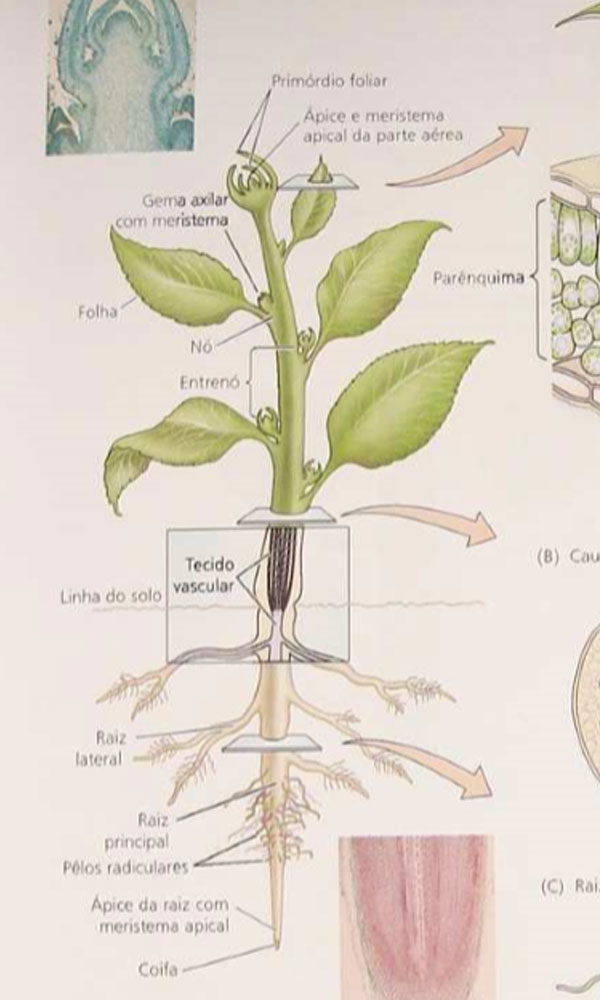 Primórdio foliar
Ápice e meristema
apical da parte aérea
Gema axilar
com meristema
Parênquima
Folha
Nó
Entrenó
Tecido
vascular
(B) Cau
Linha do solo
Raiz
lateral
Raiz
principal
Pêlos radiculares
(C) Rai
Ápice da raiz com
meristema apical
Coifa